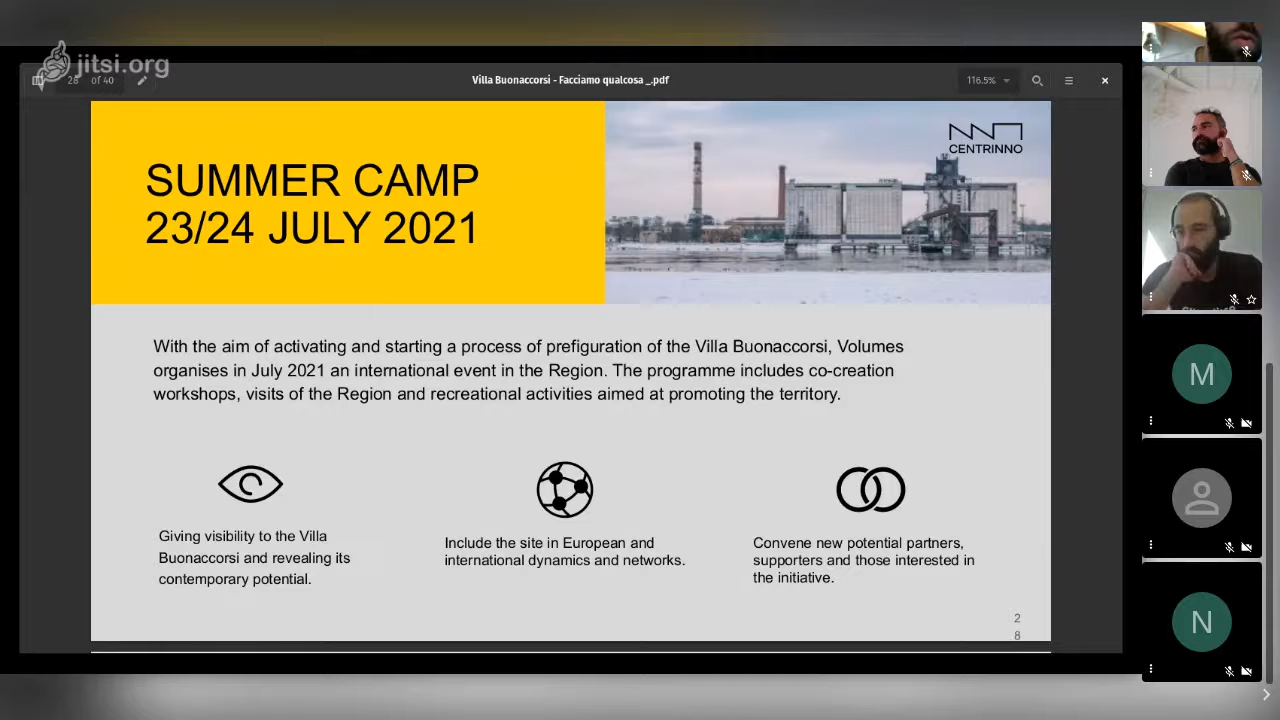 jitsi.org
28 of 40
Villa Buonaccorsi - Facciamo qualcosa _.pdf
116.5%
CENTRINNO
SUMMER CAMP
23/24 JULY 2021
With the aim of activating and starting a process of prefiguration of the Villa Buonaccorsi, Volumes
organises in July 2021 an international event in the Region. The programme includes co-creation
workshops, visits of the Region and recreational activities aimed at promoting the territory.
Giving visibility to the Villa
Buonaccorsi and revealing its
contemporary potential.
Include the site in European and
international dynamics and networks.
Convene new potential partners,
supporters and those interested in
the initiative.
2
8
M
N